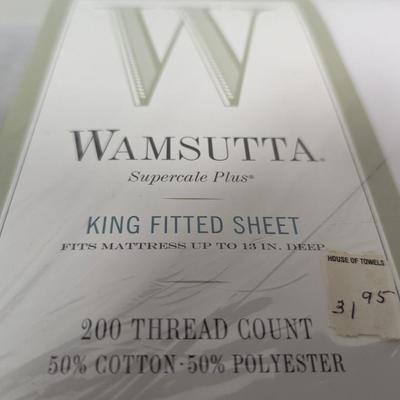 W
WAMSUTTA®
Supercale Plus®
KING FITTED SHEET
FITS MATTRESS UP TO 13 IN. DEEP
HOUSE OF TOWELS
31 95
200 THREAD COUNT
50% COTTON · 50% POLYESTER